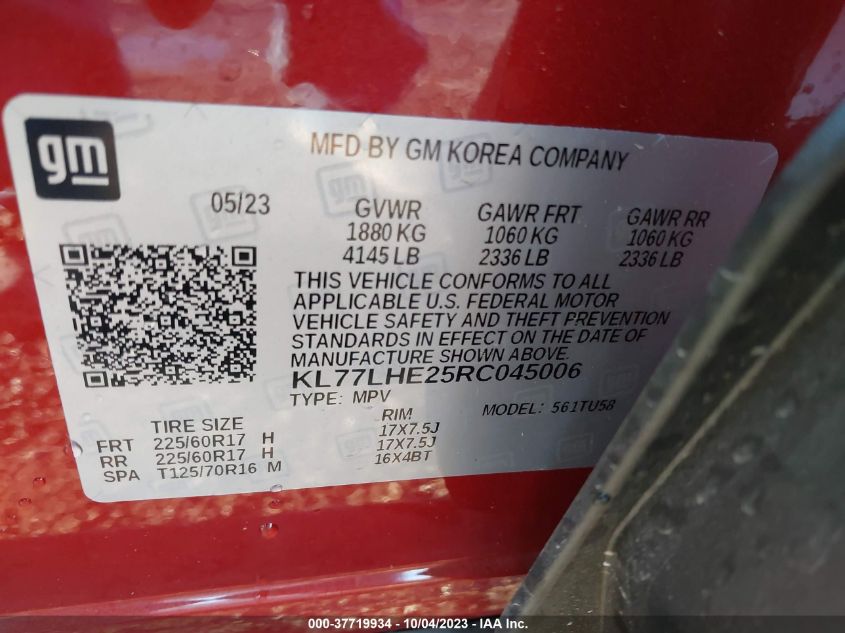 gm
MFD BY GM KOREA COMPANY
05/23
GVWR GAWR FRT GAWR RR
1880 KG 1060 KG 1060 KG
4145 LB 2336 LB 2336 LB
THIS VEHICLE CONFORMS TO ALL
APPLICABLE U.S. FEDERAL MOTOR
VEHICLE SAFETY AND THEFT PREVENTION
STANDARDS IN EFFECT ON THE DATE OF
MANUFACTURE SHOWN ABOVE.
KL77LHE25RC045006
TYPE: MPV MODEL: 561TU58
TIRE SIZE RIM
FRT 225/60R17 H 17X7.5J
RR 225/60R17 H 17X7.5J
SPA T125/70R16 M 16X4BT
000-37719934 - 10/04/2023 - IAA Inc.